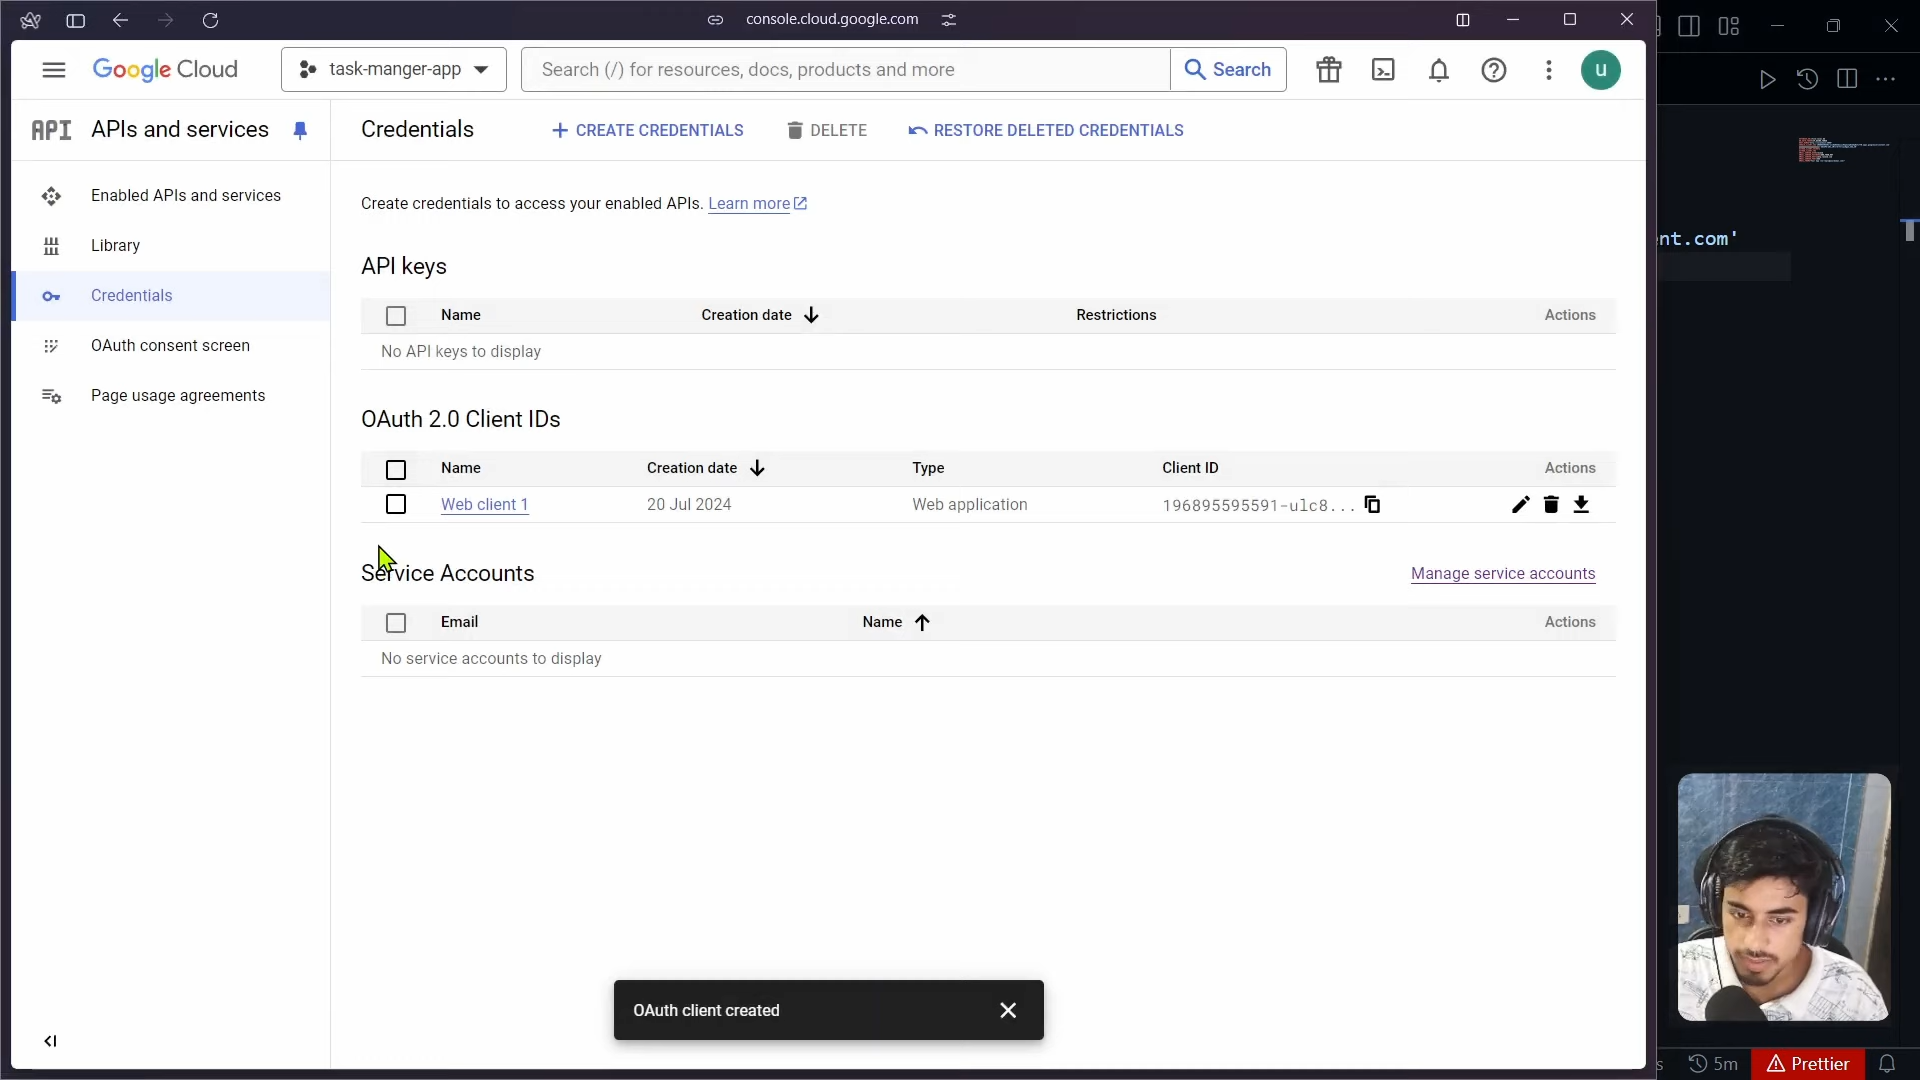 console.cloud.google.com
Google Cloud
task-manger-app
Search (/) for resources, docs, products and more
Search
u
API APIs and services
Credentials
CREATE CREDENTIALS
DELETE
RESTORE DELETED CREDENTIALS
Enabled APIs and services
Library
Credentials
OAuth consent screen
Page usage agreements
Create credentials to access your enabled APIs. Learn more
API keys
Name Creation date Restrictions Actions
No API keys to display
OAuth 2.0 Client IDs
Name Creation date Type Client ID Actions
Web client 1 20 Jul 2024 Web application 196895595591-ulc8...
Service Accounts
Manage service accounts
Email Name Actions
No service accounts to display
OAuth client created
nt.com'
s 5m Prettier